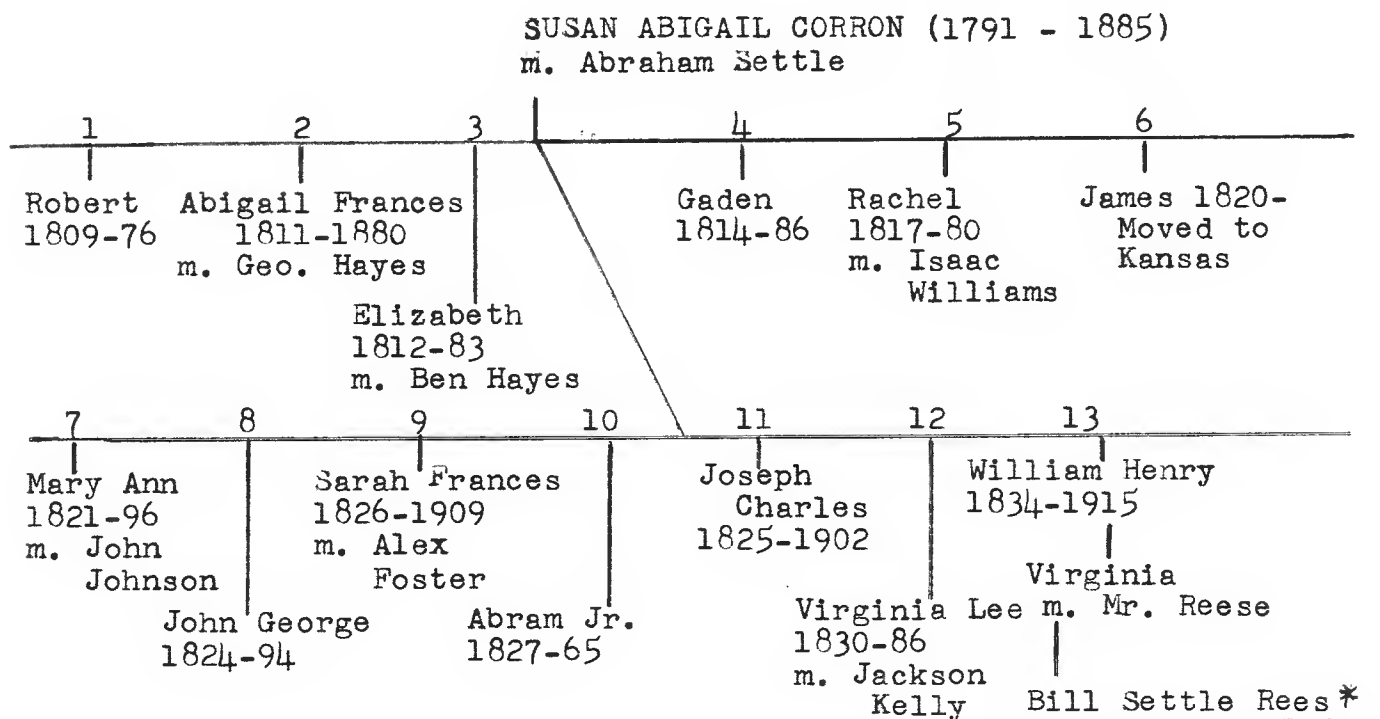 SUSAN ABIGAIL CORRON (1791 - 1885)
m. Abraham Settle
1 2 3 4 5 6
Robert
1809-76
Abigail Frances
1811-1880
m. Geo. Hayes
Elizabeth
1812-83
m. Ben Hayes
Gaden
1814-86
Rachel
1817-80
m. Isaac
Williams
James 1820-
Moved to
Kansas
7 8 9 10 11 12 13
Mary Ann
1821-96
m. John
Johnson
John George
1824-94
Sarah Frances
1826-1909
m. Alex
Foster
Abram Jr.
1827-65
Joseph
Charles
1825-1902
Virginia Lee
1830-86
m. Jackson
Kelly
William Henry
1834-1915
Virginia
m. Mr. Reese
Bill Settle Rees*